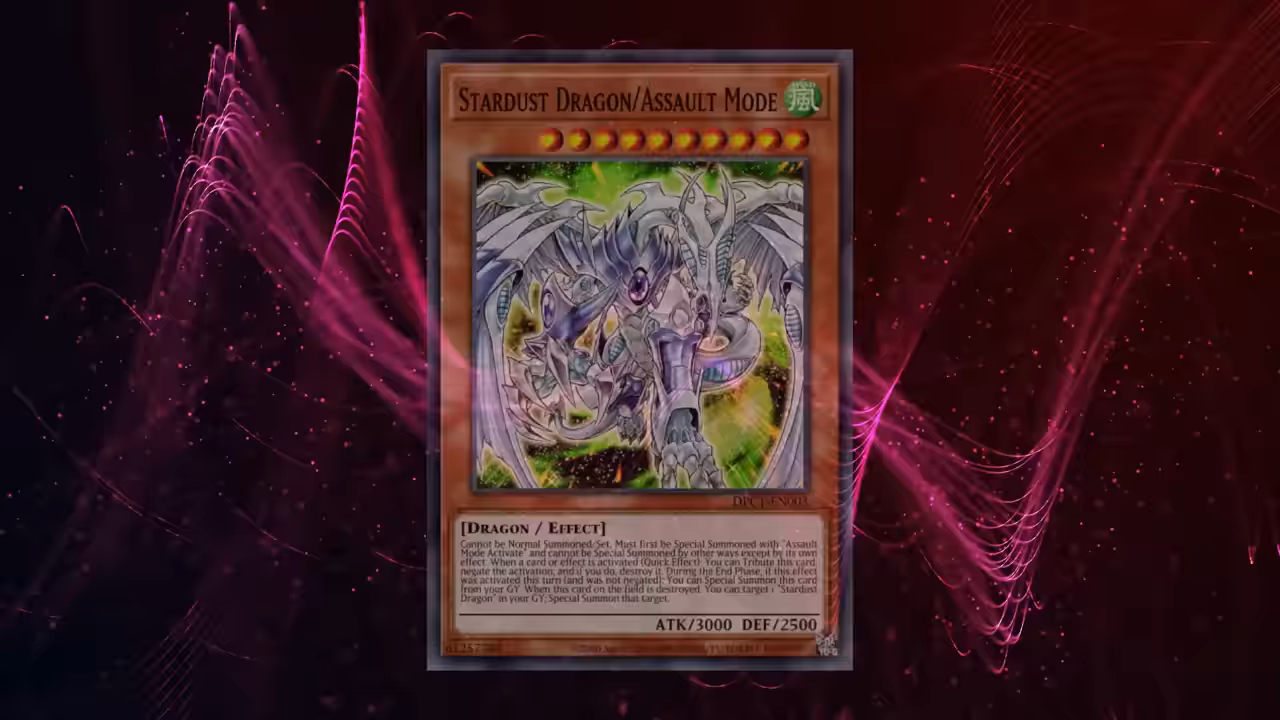 STARDUST DRAGON/ASSAULT MODE
風
DPCT-EN003
[DRAGON / EFFECT]
Cannot be Normal Summoned/Set. Must first be Special Summoned with "Assault
Mode Activate" and cannot be Special Summoned by other ways except by its own
effect. When a card or effect is activated (Quick Effect): You can Tribute this card;
negate the activation, and if you do, destroy it. During the End Phase, if this effect
was activated this turn (and was not negated): You can Special Summon this card
from your GY. When this card on the field is destroyed: You can target 1 "Stardust
Dragon" in your GY; Special Summon that target.
ATK/3000 DEF/2500